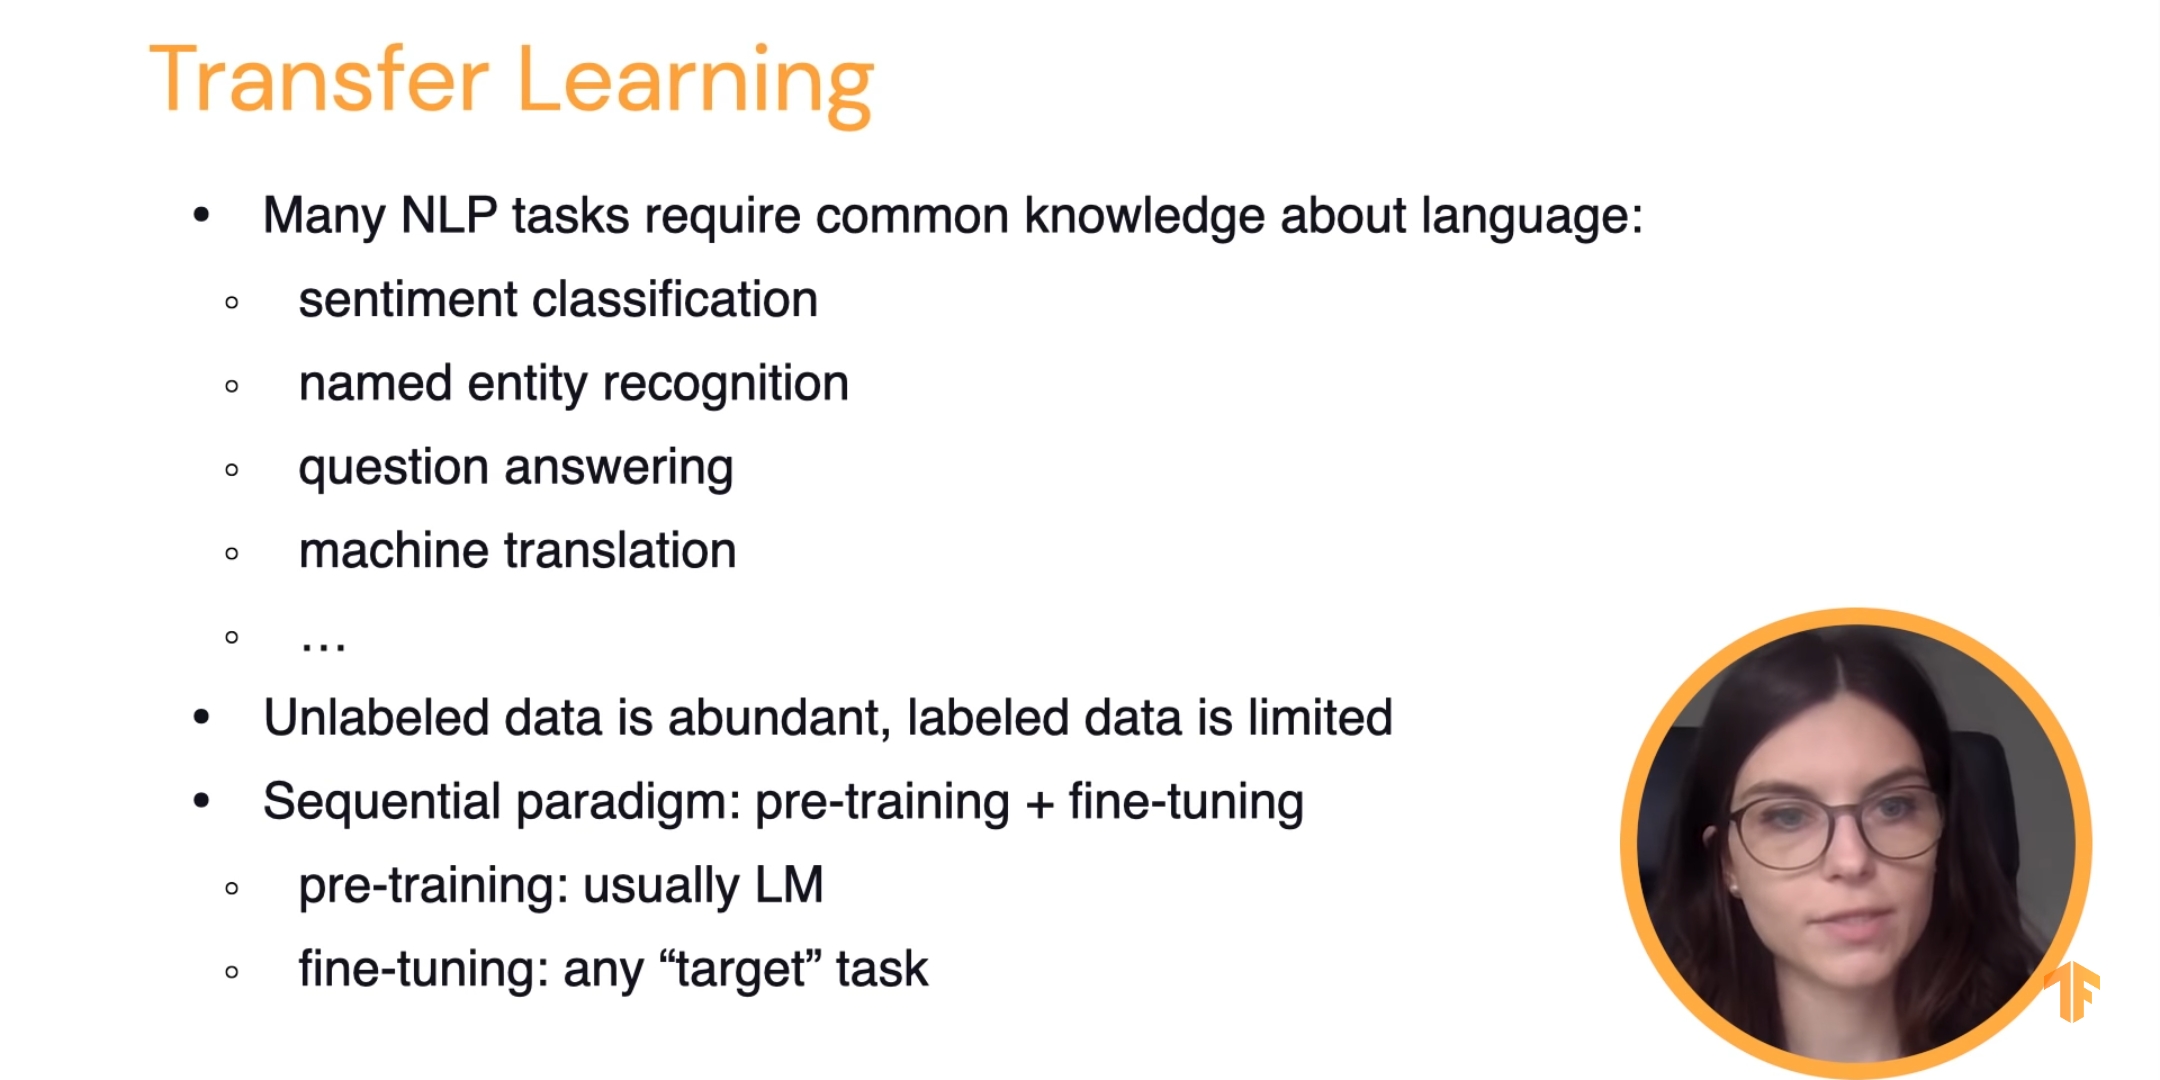 Transfer Learning
• Many NLP tasks require common knowledge about language:
◦ sentiment classification
◦ named entity recognition
◦ question answering
◦ machine translation
◦ …
• Unlabeled data is abundant, labeled data is limited
• Sequential paradigm: pre-training + fine-tuning
◦ pre-training: usually LM
◦ fine-tuning: any “target” task